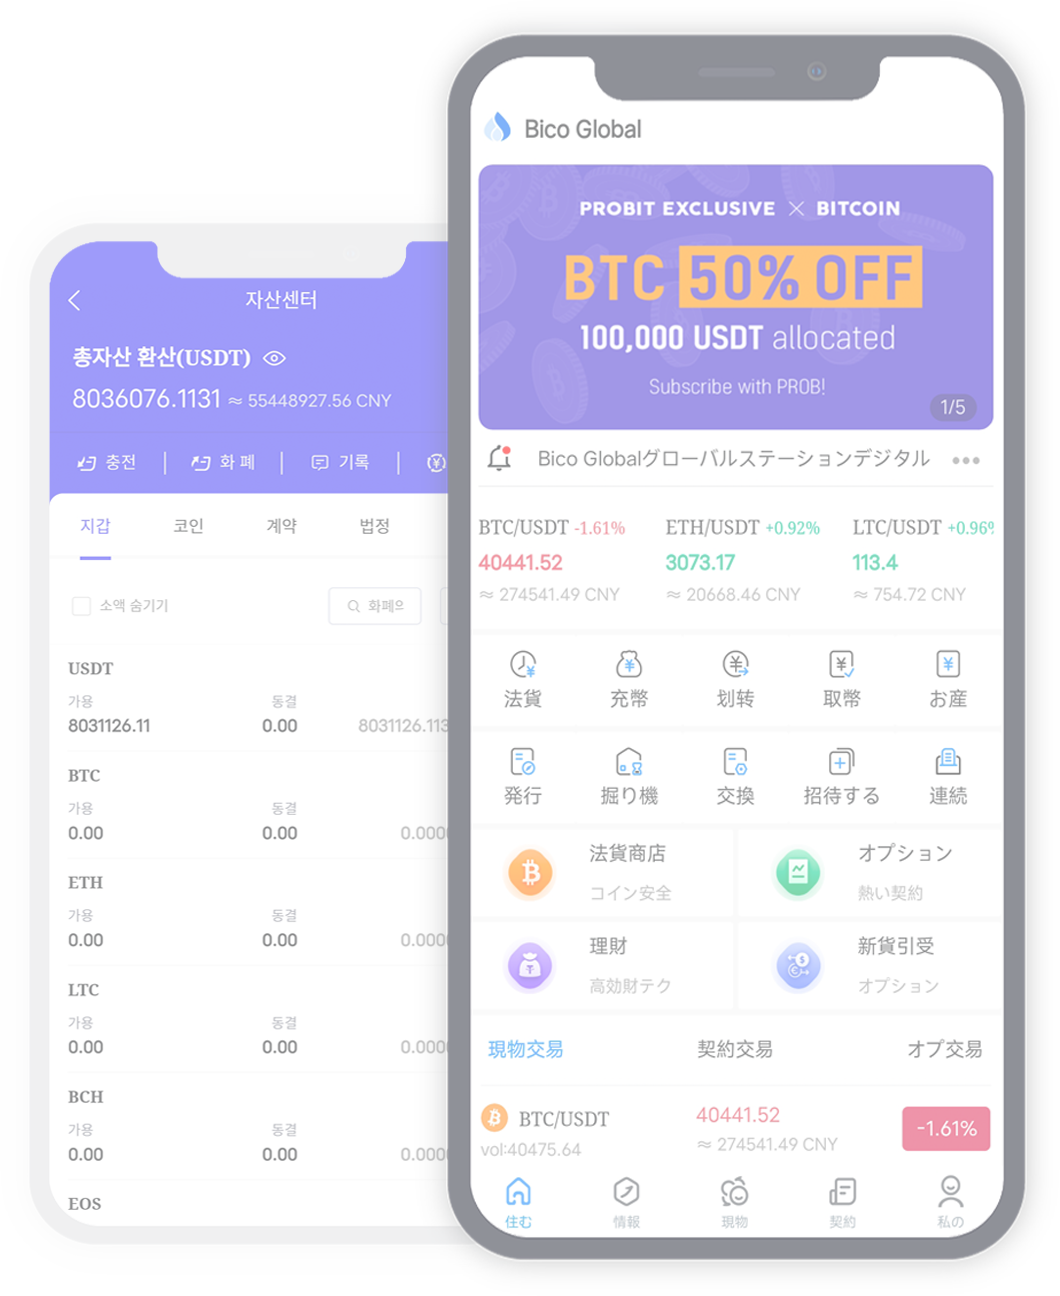 자산센터
총자산 환산(USDT)
8036076.1131 ≈ 55448927.56 CNY
충전
화 폐
기록
지갑 코인 계약 법정
소액 숨기기
화폐으
USDT
가용 동결
8031126.11 0.00 8031126.113
BTC
가용 동결
0.00 0.00 0.000
ETH
가용 동결
0.00 0.00 0.000
LTC
가용 동결
0.00 0.00 0.000
BCH
가용 동결
0.00 0.00 0.000
EOS
Bico Global
PROBIT EXCLUSIVE × BITCOIN
BTC 50% OFF
100,000 USDT allocated
Subscribe with PROB!
1/5
Bico Globalグローバルステーションデジタル
BTC/USDT -1.61% ETH/USDT +0.92% LTC/USDT +0.96%
40441.52 3073.17 113.4
≈ 274541.49 CNY ≈ 20668.46 CNY ≈ 754.72 CNY
法貨 充幣 划转 取幣 お産
発行 掘り機 交換 招待する 連続
法貨商店 オプション
コイン安全 熱い契約
理財 新貨引受
高効財テク オプション
現物交易 契約交易 オプ交易
BTC/USDT 40441.52 -1.61%
vol:40475.64 ≈ 274541.49 CNY
住む 情報 現物 契約 私の